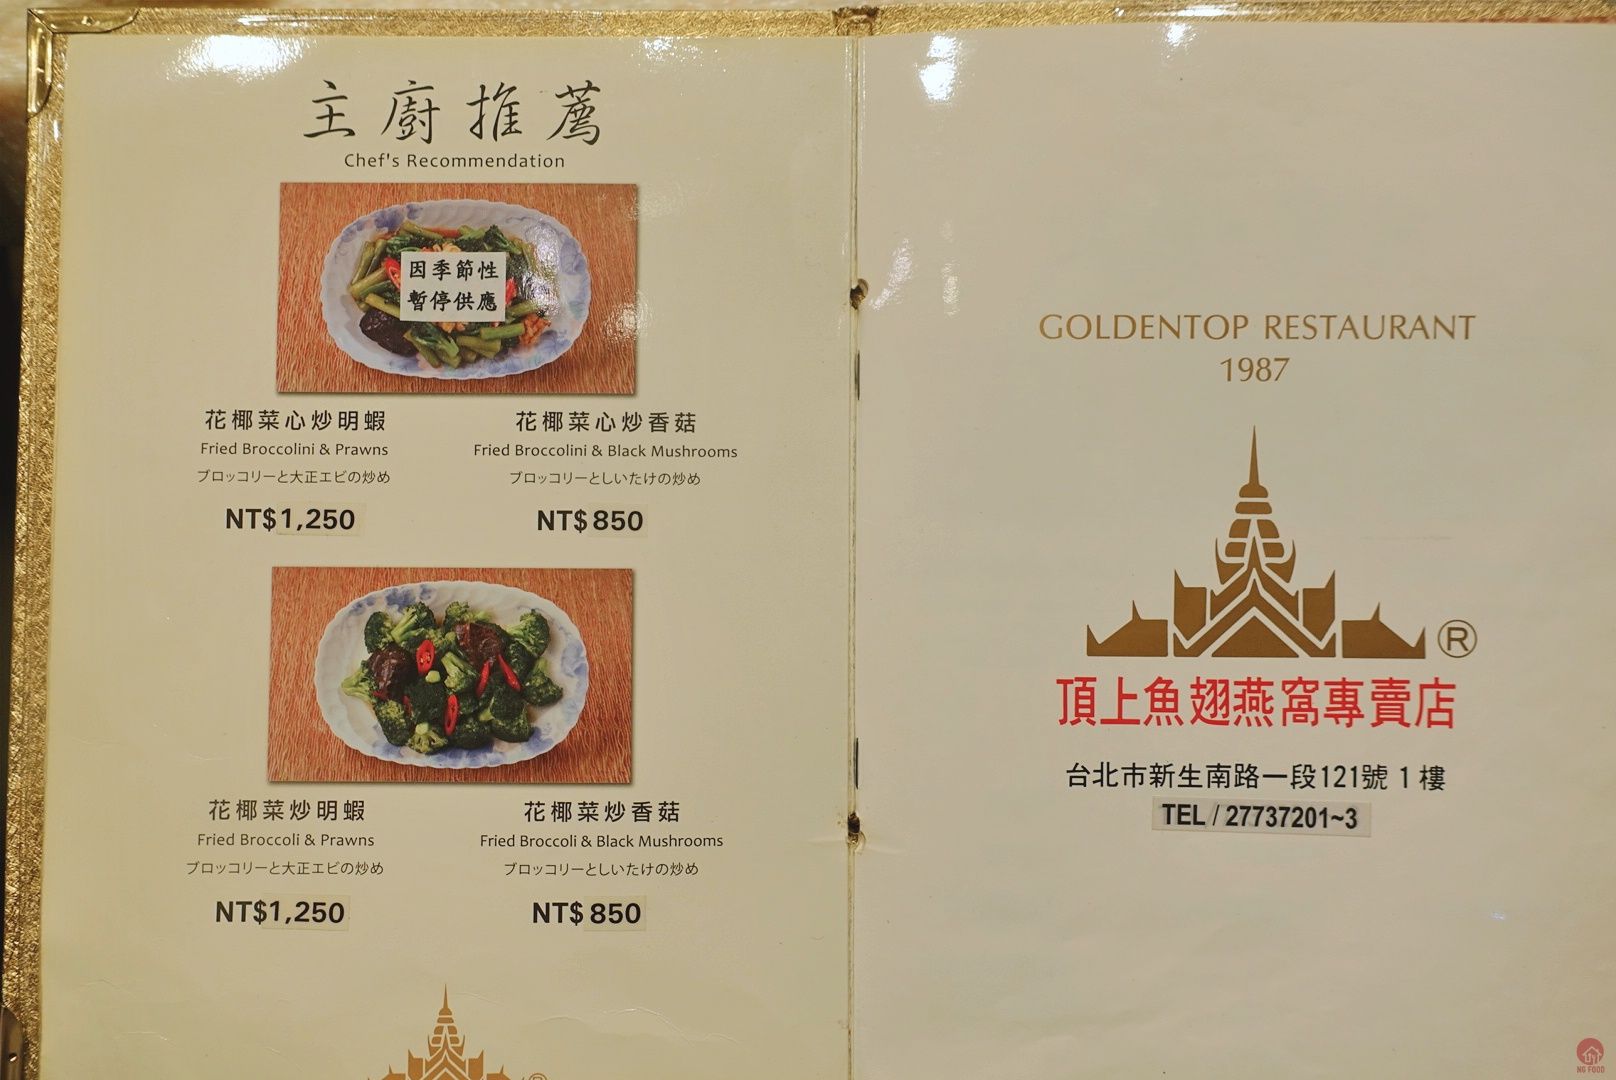 主廚推薦
Chef's Recommendation
因季節性
暫停供應
花椰菜心炒明蝦
Fried Broccolini & Prawns
ブロッコリーと大正エビの炒め
NT$1,250
花椰菜心炒香菇
Fried Broccolini & Black Mushrooms
ブロッコリーとしいたけの炒め
NT$850
花椰菜炒明蝦
Fried Broccoli & Prawns
ブロッコリーと大正エビの炒め
NT$1,250
花椰菜炒香菇
Fried Broccoli & Black Mushrooms
ブロッコリーとしいたけの炒め
NT$850
GOLDENTOP RESTAURANT
1987
®
頂上魚翅燕窩專賣店
台北市新生南路一段121號 1 樓
TEL / 27737201~3
NG FOOD